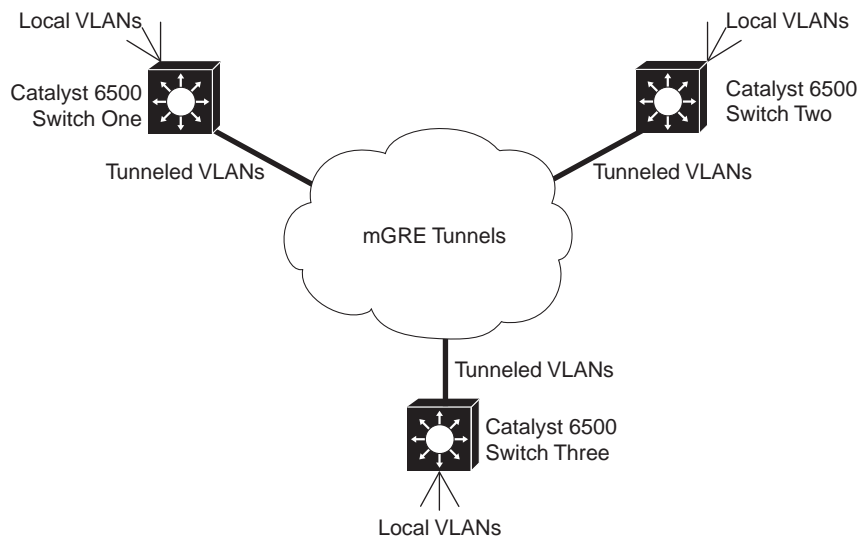 Local VLANs
Local VLANs
Catalyst 6500
Switch One
Catalyst 6500
Switch Two
Tunneled VLANs
Tunneled VLANs
mGRE Tunnels
Tunneled VLANs
Catalyst 6500
Switch Three
Local VLANs